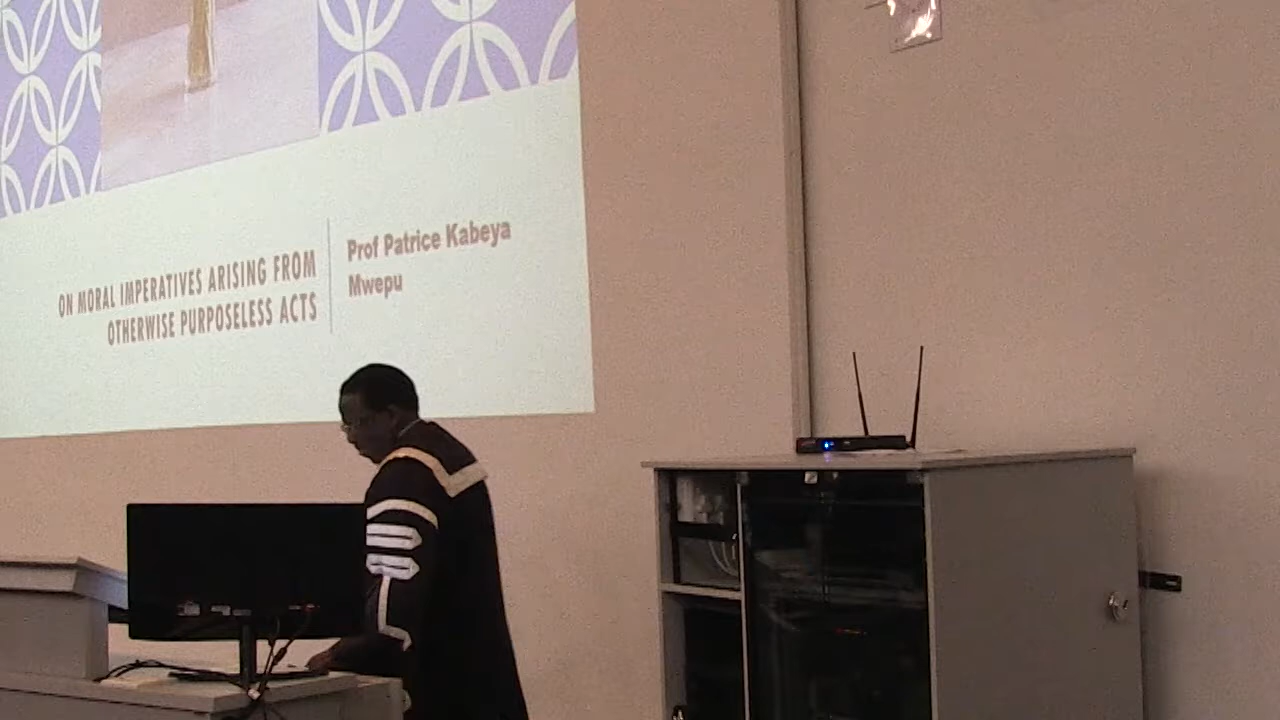 ON MORAL IMPERATIVES ARISING FROM
OTHERWISE PURPOSELESS ACTS
Prof Patrice Kabeya
Mwepu